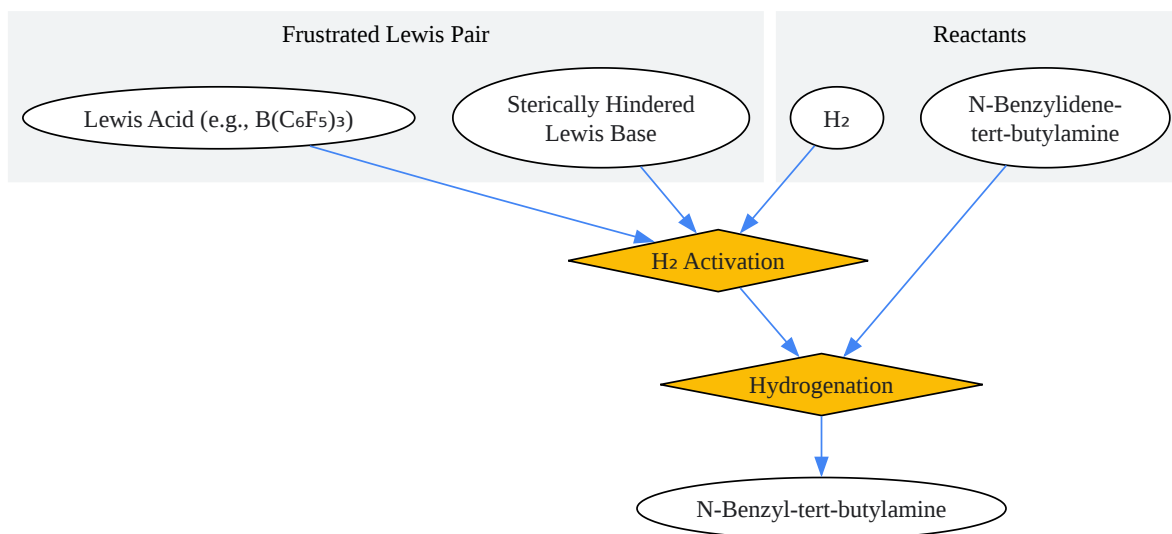 Frustrated Lewis Pair
Reactants
Lewis Acid (e.g., B(C₆F₅)₃)
Sterically Hindered
Lewis Base
H₂
N-Benzylidene-
tert-butylamine
H₂ Activation
Hydrogenation
N-Benzyl-tert-butylamine